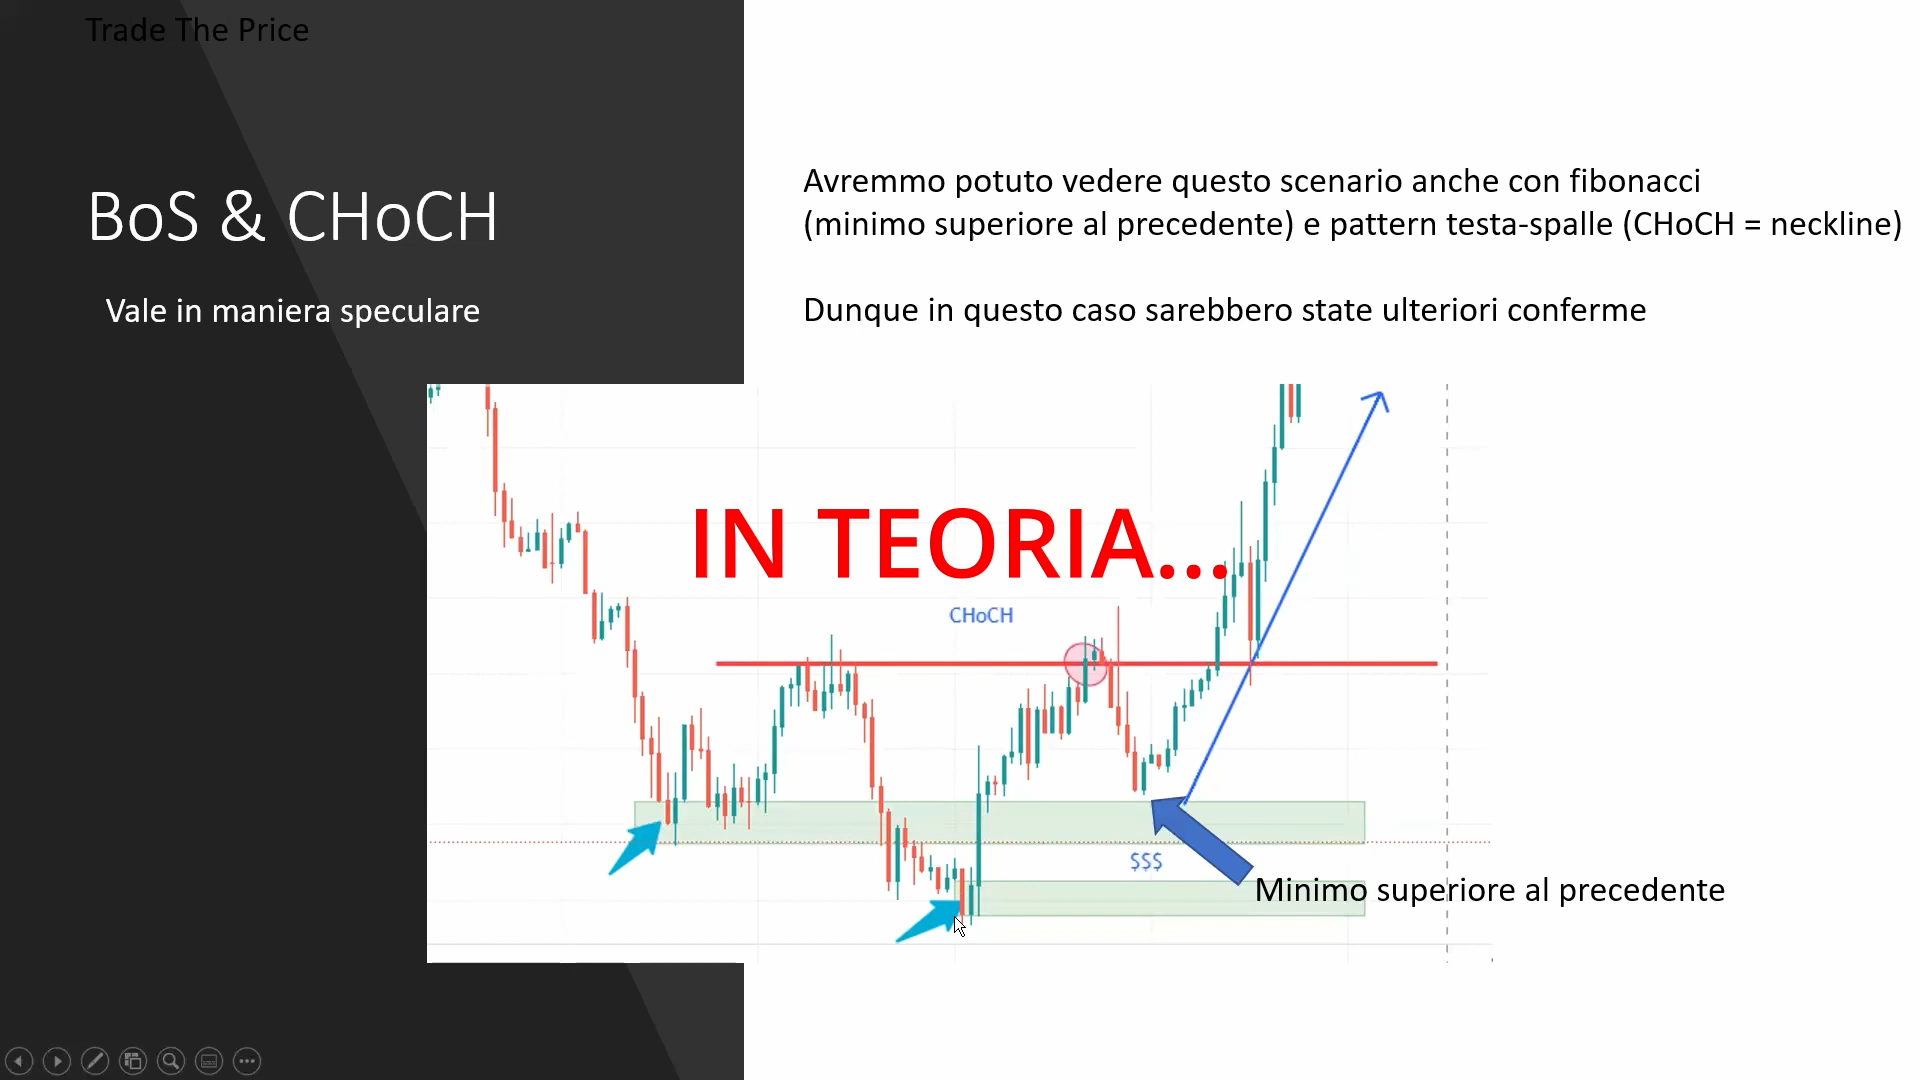 Trade The Price
BoS & CHoCH
Vale in maniera speculare
Avremmo potuto vedere questo scenario anche con fibonacci
(minimo superiore al precedente) e pattern testa-spalle (CHoCH = neckline)
Dunque in questo caso sarebbero state ulteriori conferme
IN TEORIA...
CHoCH
$$$
Minimo superiore al precedente